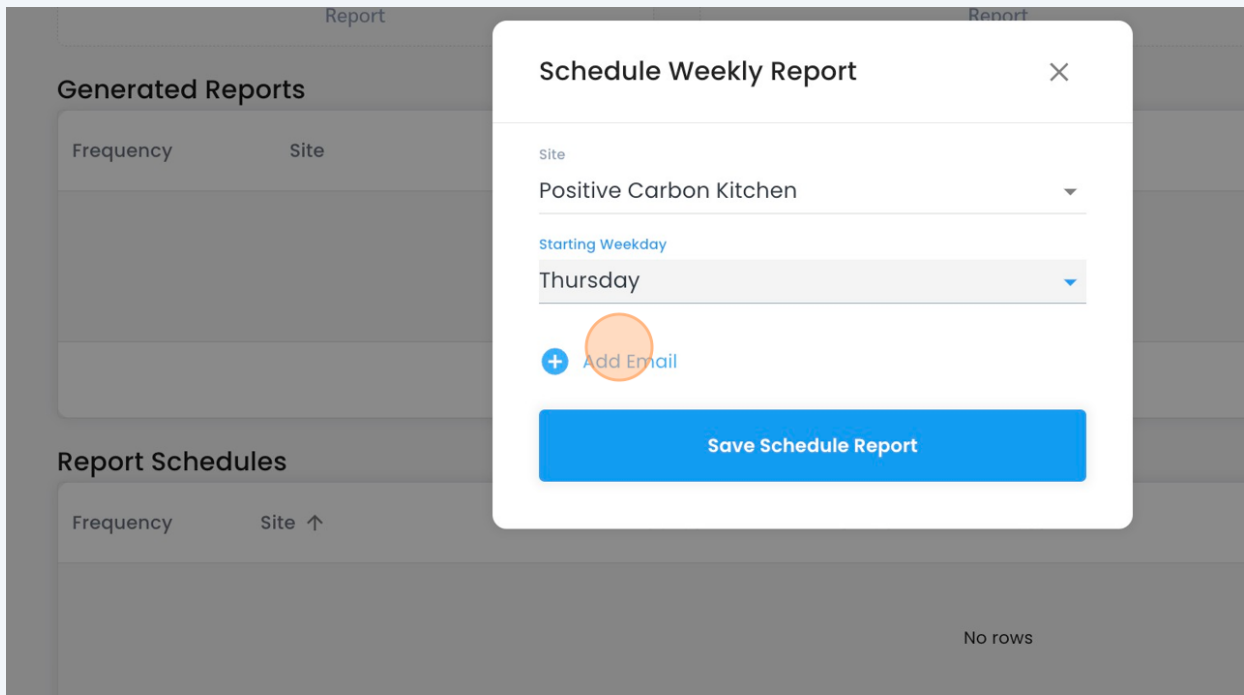 Report
Report
Schedule Weekly Report
Generated Reports
Frequency
Site
Site
Positive Carbon Kitchen
Starting Weekday
Thursday
Add Email
Save Schedule Report
Report Schedules
Frequency
Site
No rows